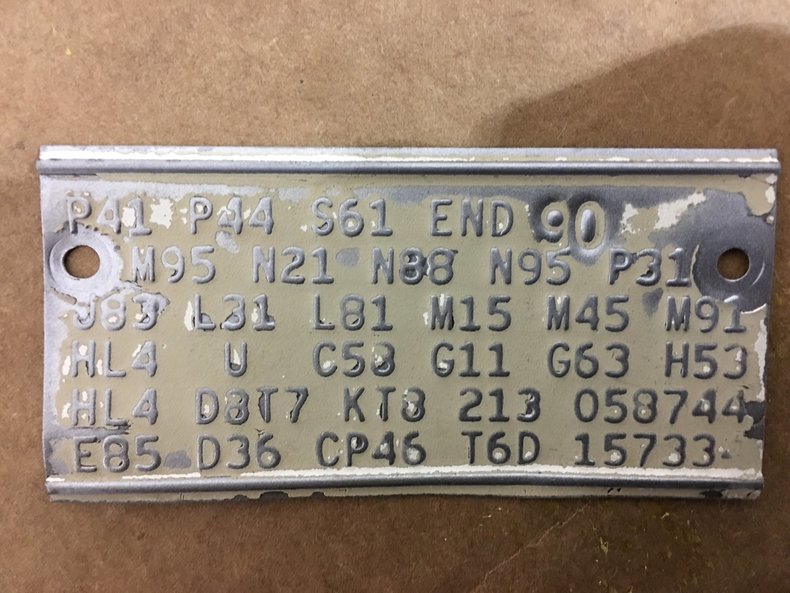 P41 P44 S61 END 90
M95 N21 N88 N95 P31
J83 L31 L81 M15 M45 M91
HL4 U C53 G11 G63 H53
HL4 D8T7 KT8 213 058744
E85 D36 CP46 T6D 15733